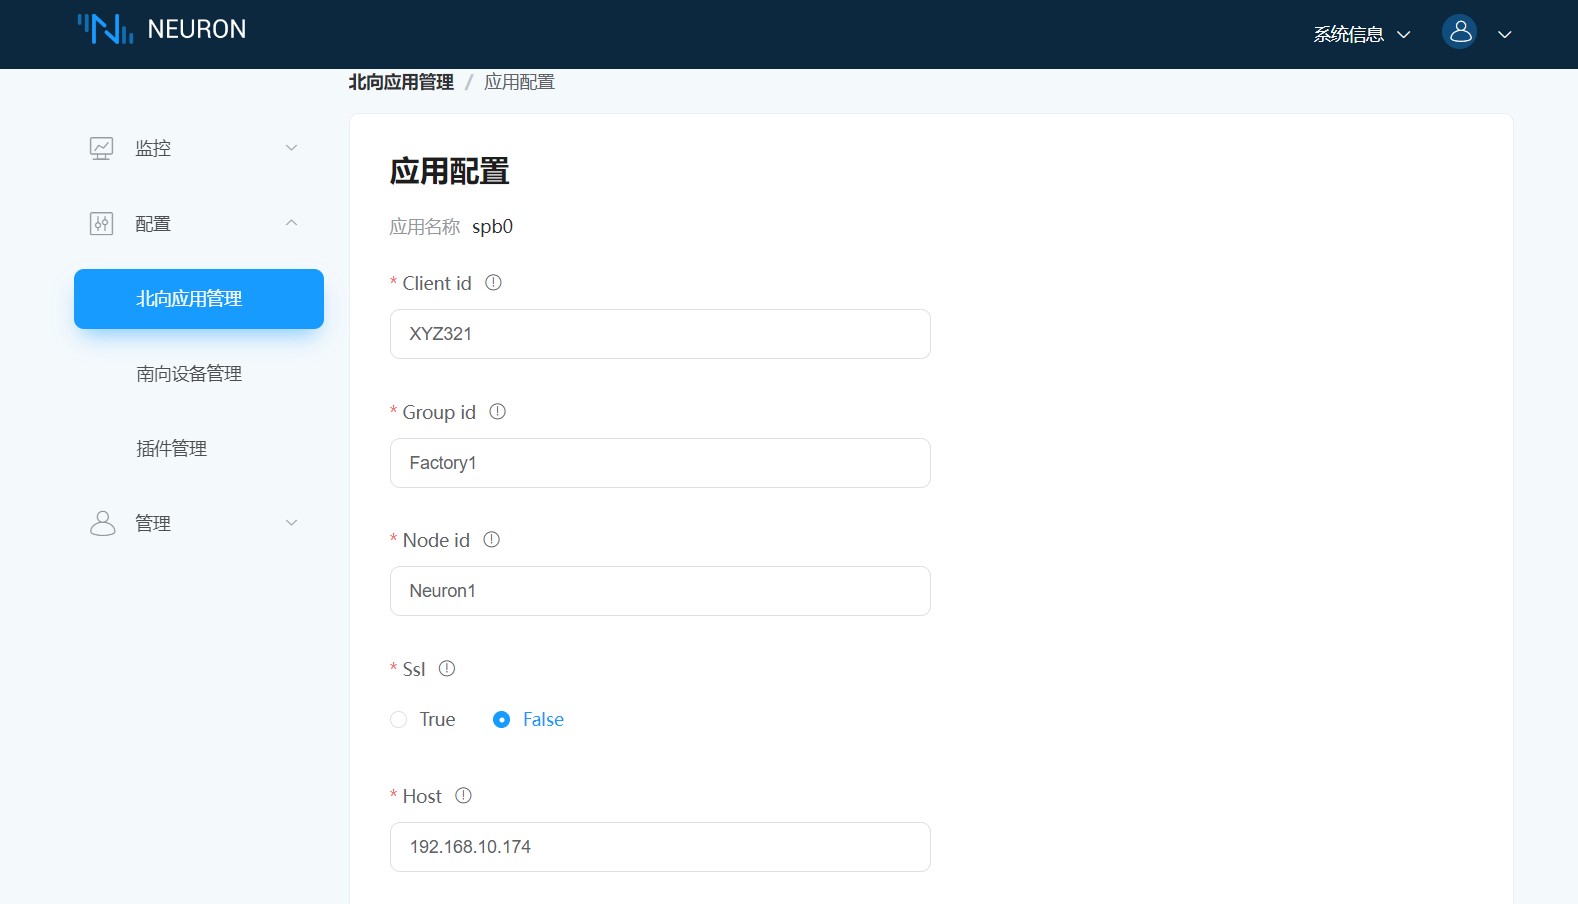 NEURON
系统信息
北向应用管理 / 应用配置
监控
配置
北向应用管理
南向设备管理
插件管理
管理
应用配置
应用名称 spb0
* Client id
XYZ321
* Group id
Factory1
* Node id
Neuron1
* Ssl
True False
* Host
192.168.10.174